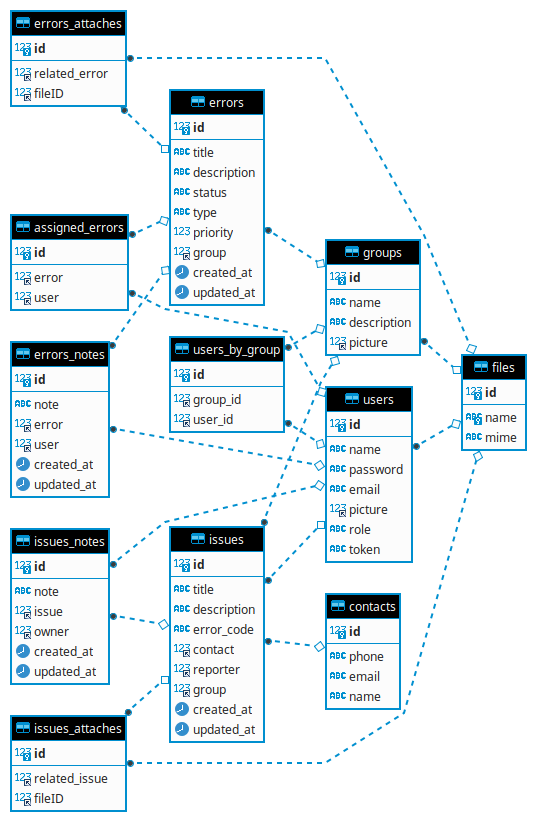 errors_attaches
id
related_error
fileID
errors
id
title
description
status
type
priority
group
created_at
updated_at
assigned_errors
id
error
user
groups
id
name
description
picture
errors_notes
id
note
error
user
created_at
updated_at
users_by_group
id
group_id
user_id
files
id
name
mime
users
id
name
password
email
picture
role
token
issues_notes
id
note
issue
owner
created_at
updated_at
issues
id
title
description
error_code
contact
reporter
group
created_at
updated_at
contacts
id
phone
email
name
issues_attaches
id
related_issue
fileID